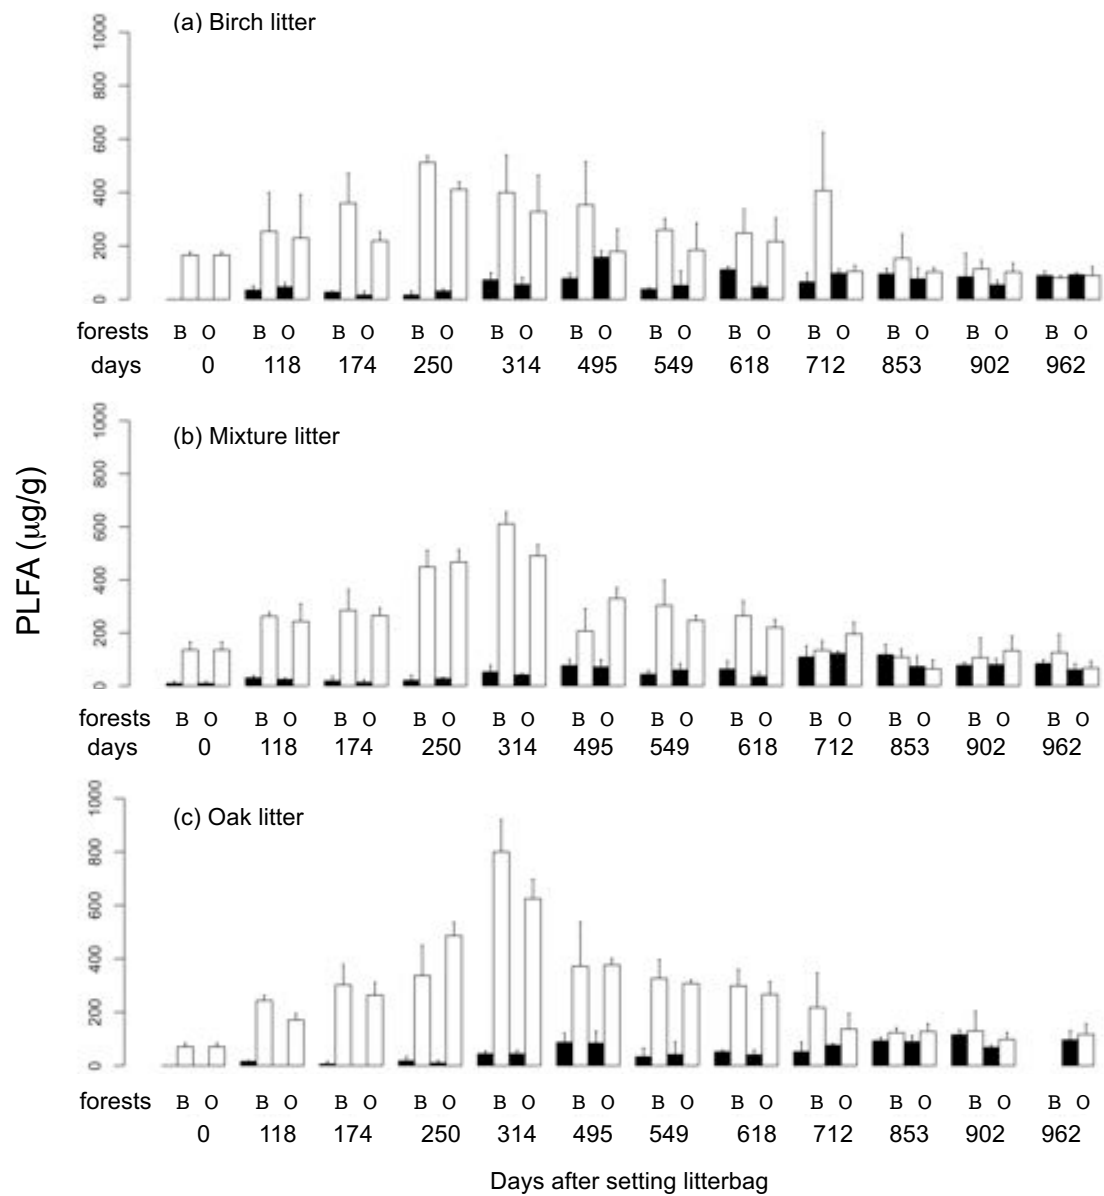 (a) Birch litter
1000
800
600
400
200
0
forests B O B O B O B O B O B O B O B O B O B O B O B O
days 0 118 174 250 314 495 549 618 712 853 902 962
PLFA (μg/g)
(b) Mixture litter
1000
800
600
400
200
0
forests B O B O B O B O B O B O B O B O B O B O B O B O
days 0 118 174 250 314 495 549 618 712 853 902 962
(c) Oak litter
1000
800
600
400
200
0
forests B O B O B O B O B O B O B O B O B O B O B O B O
0 118 174 250 314 495 549 618 712 853 902 962
Days after setting litterbag